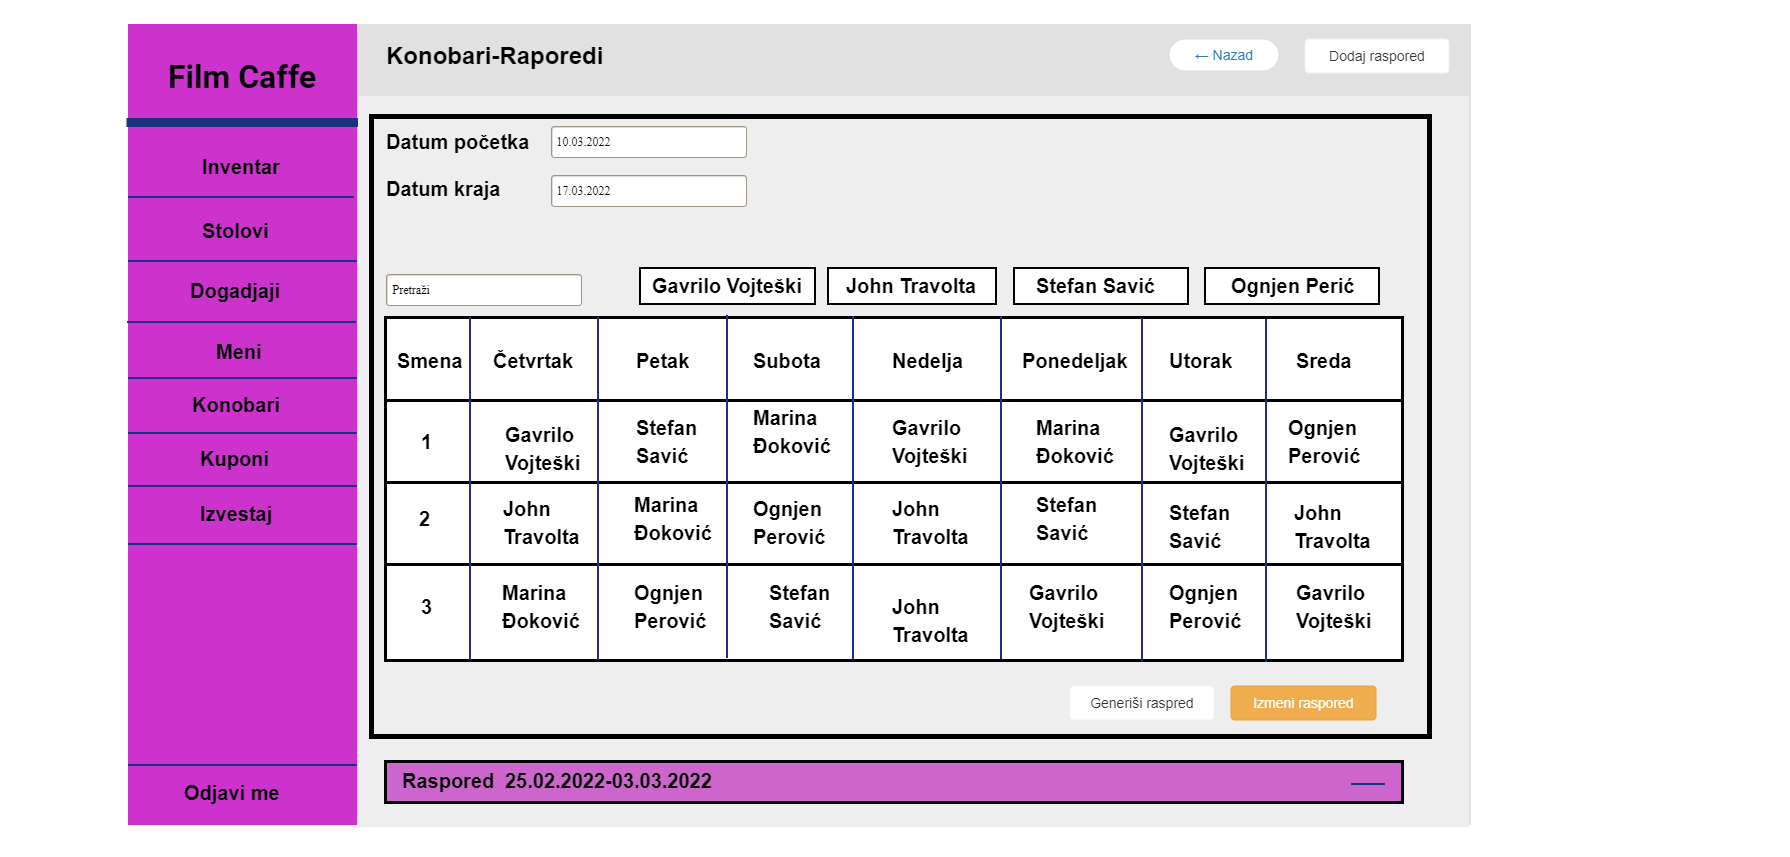 Film Caffe
Inventar
Stolovi
Dogadjaji
Meni
Konobari
Kuponi
Izvestaj
Odjavi me
Konobari-Raporedi
← Nazad
Dodaj raspored
Datum početka
10.03.2022
Datum kraja
17.03.2022
Pretraži
Gavrilo Vojteški
John Travolta
Stefan Savić
Ognjen Perić
Smena Četvrtak Petak Subota Nedelja Ponedeljak Utorak Sreda
1
Gavrilo
Vojteški
Stefan
Savić
Marina
Đoković
Gavrilo
Vojteški
Marina
Đoković
Gavrilo
Vojteški
Ognjen
Perović
2
John
Travolta
Marina
Đoković
Ognjen
Perović
John
Travolta
Stefan
Savić
Stefan
Savić
John
Travolta
3
Marina
Đoković
Ognjen
Perović
Stefan
Savić
John
Travolta
Gavrilo
Vojteški
Ognjen
Perović
Gavrilo
Vojteški
Generiši raspred
Izmeni raspored
Raspored 25.02.2022-03.03.2022